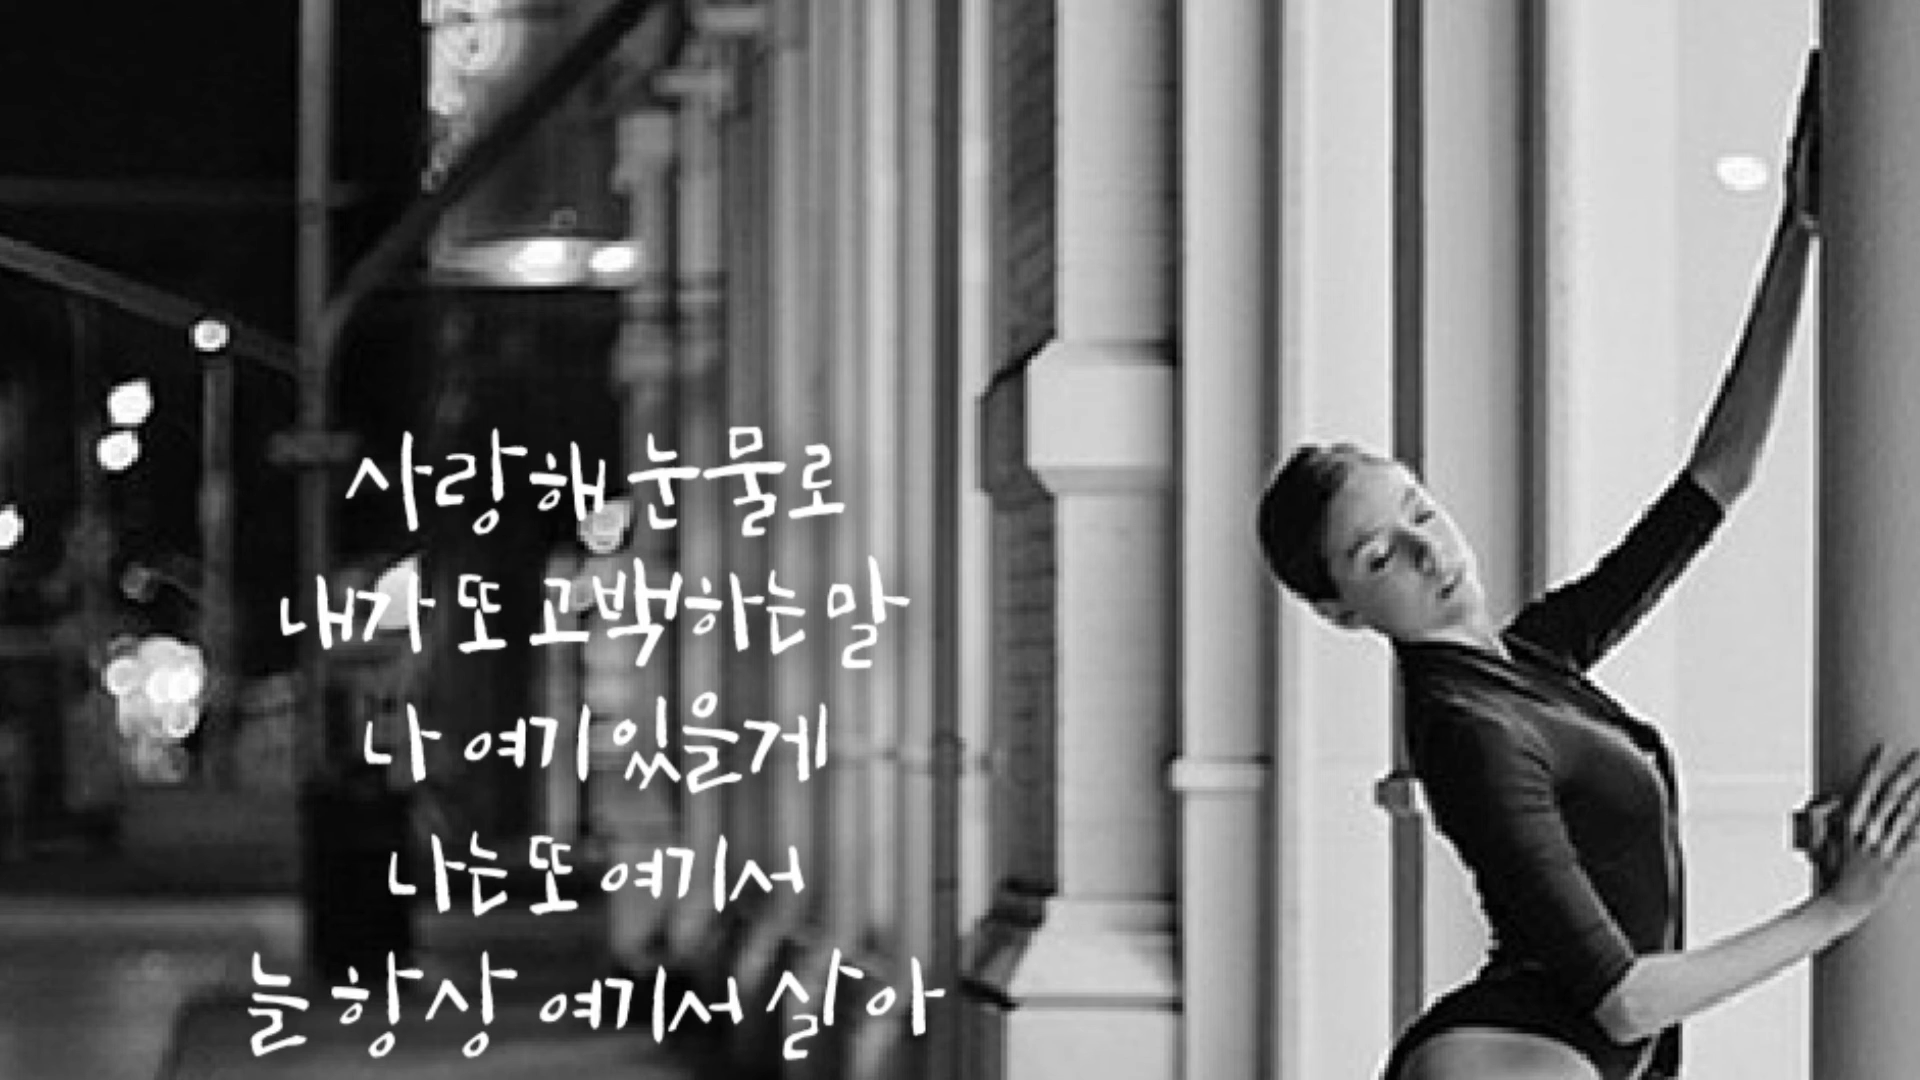 사랑해 눈물로
내가 또 고백하는 말
나 여기 있을게
나는 또 여기서
늘 항상 여기서 살아